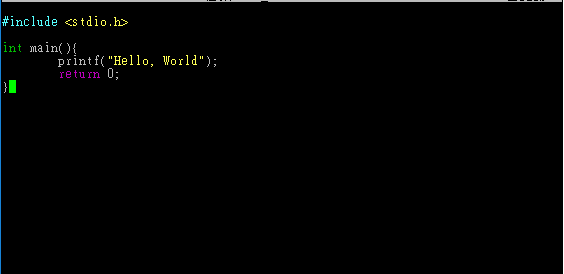 #include <stdio.h>
int main(){
        printf("Hello, World");
        return 0;
}